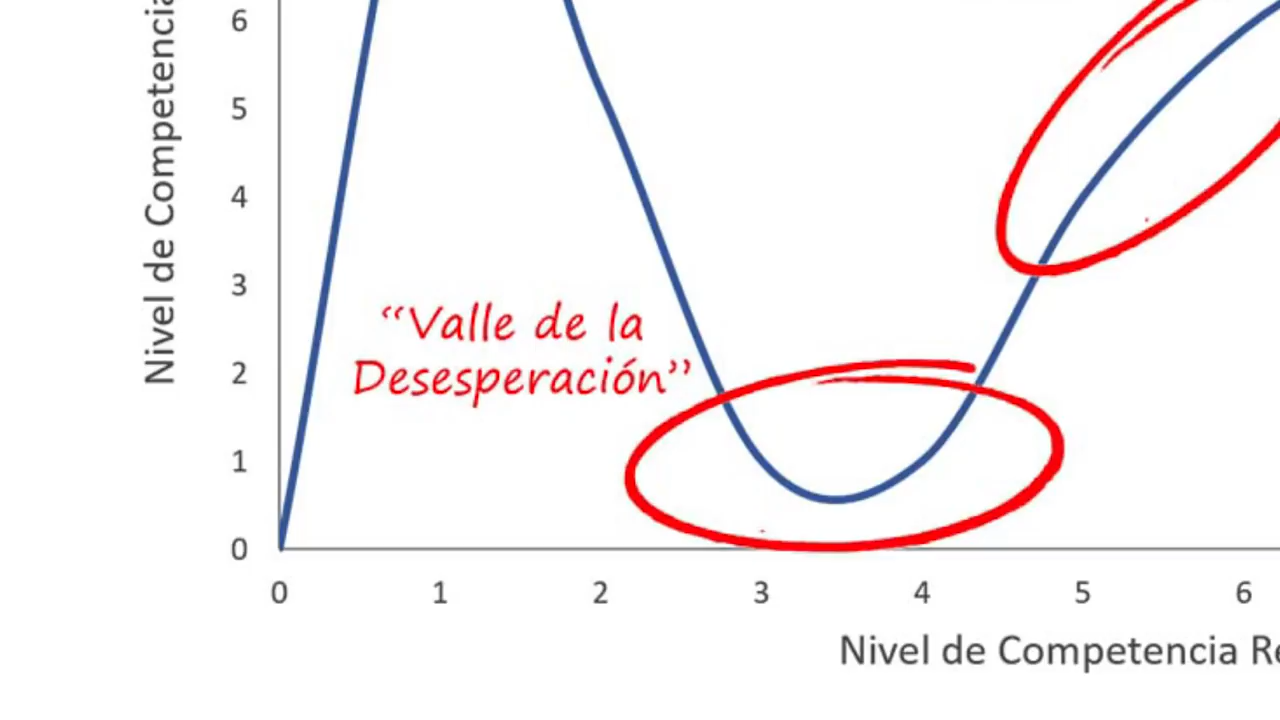 Nivel de Competencia
6
5
4
3
2
1
0
“Valle de la
Desesperación”
0 1 2 3 4 5 6
Nivel de Competencia